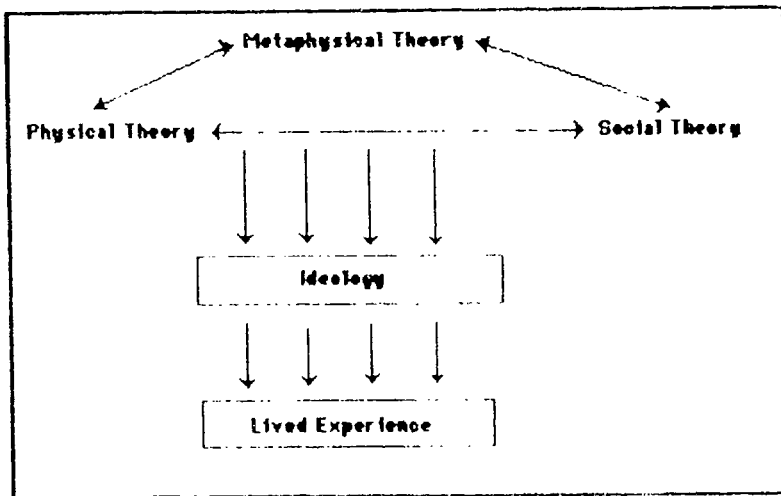 Metaphysical Theory
Physical Theory Social Theory
Ideology
Lived Experience